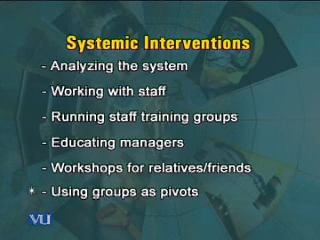 Systemic Interventions
- Analyzing the system
- Working with staff
- Running staff training groups
- Educating managers
- Workshops for relatives/friends
* - Using groups as pivots
VU